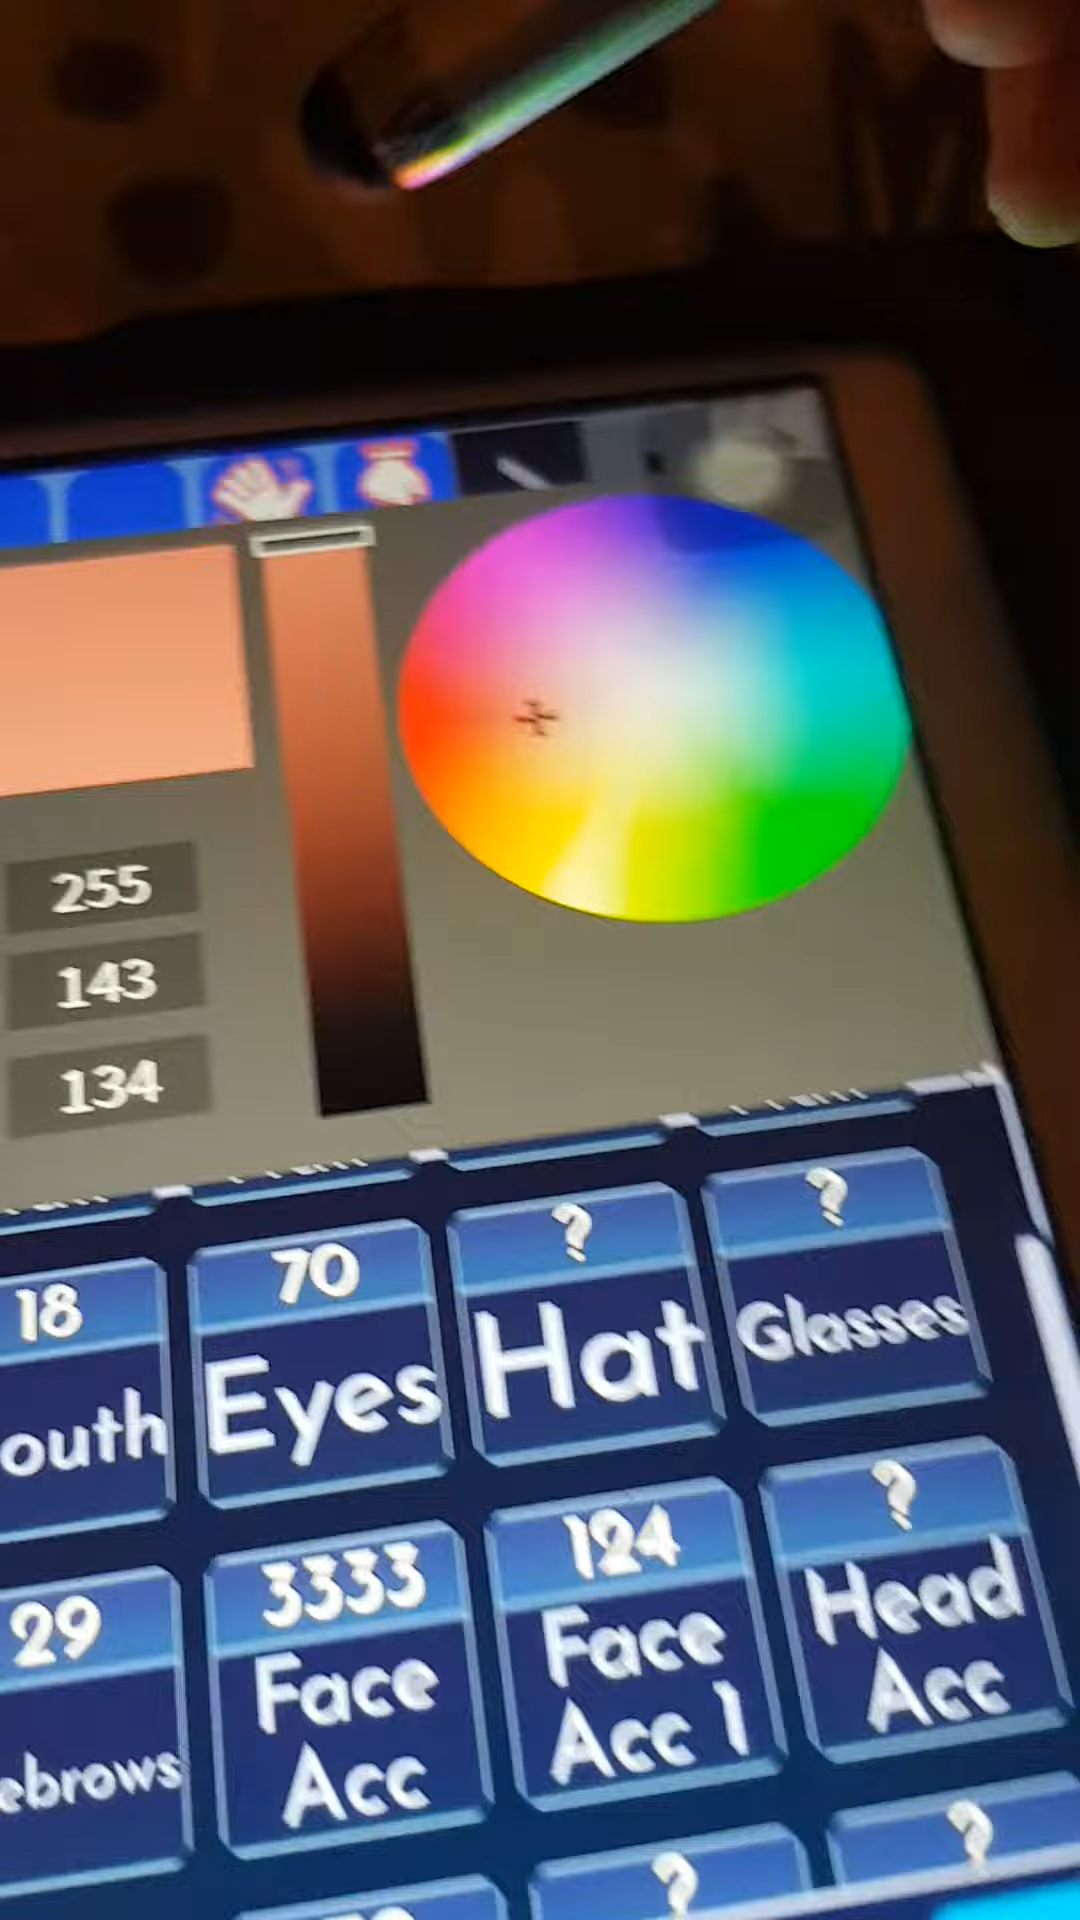 255
143
134
18
70
?
?
outh
Eyes
Hat
Glasses
29
3333
124
?
ebrows
Face
Acc
Face
Acc 1
Head
Acc
?
?